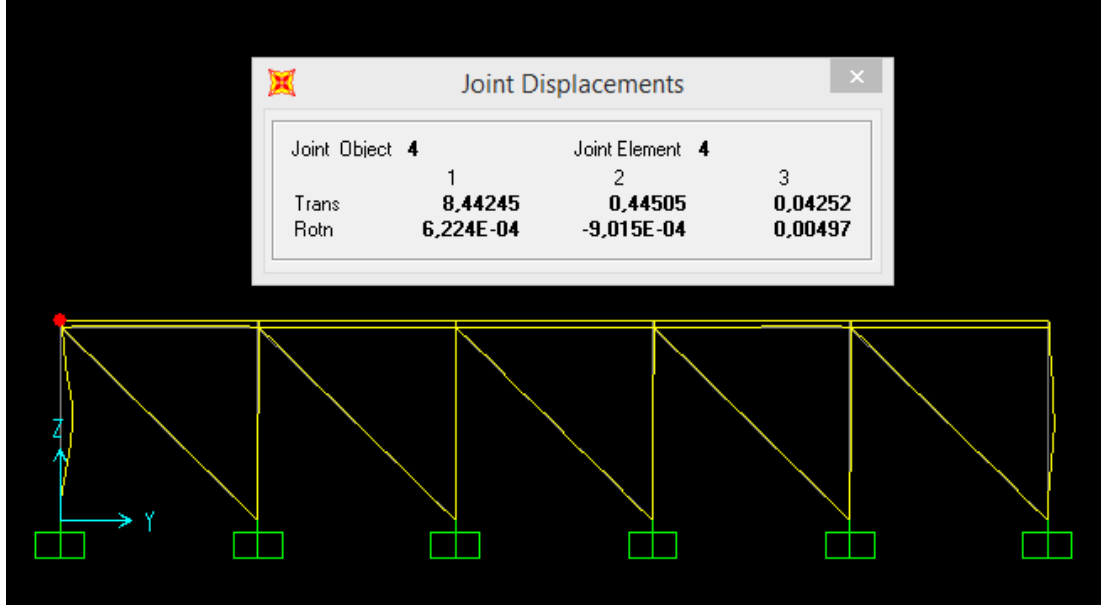 Joint Displacements
Joint Object 4 Joint Element 4
1 2 3
Trans 8,44245 0,44505 0,04252
Rotn 6,224E-04 -9,015E-04 0,00497
Z
Y